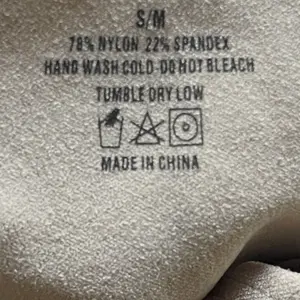 S/M
78% NYLON 22% SPANDEX
HAND WASH COLD DO NOT BLEACH
TUMBLE DRY LOW
MADE IN CHINA